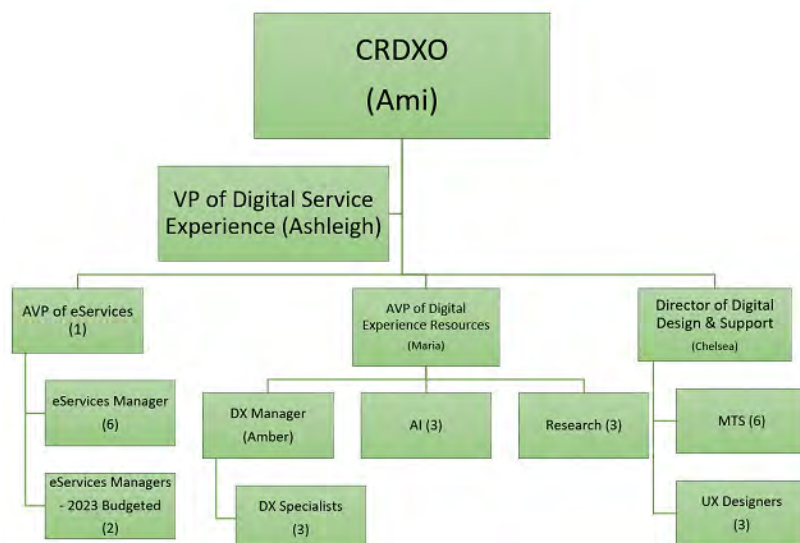 CRDXO
(Ami)
VP of Digital Service
Experience (Ashleigh)
AVP of eServices
(1)
AVP of Digital
Experience Resources
(Maria)
Director of Digital
Design & Support
(Chelsea)
eServices Manager
(6)
eServices Managers
- 2023 Budgeted
(2)
DX Manager
(Amber)
DX Specialists
(3)
AI (3)
Research (3)
MTS (6)
UX Designers
(3)